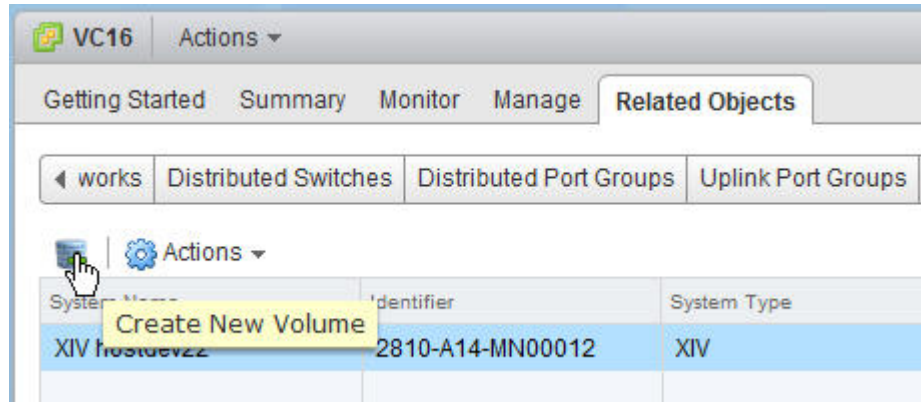 VC16 Actions
Getting Started Summary Monitor Manage Related Objects
works Distributed Switches Distributed Port Groups Uplink Port Groups
Actions
Identifier System Type
Create New Volume
XIV 2810-A14-MN00012 XIV